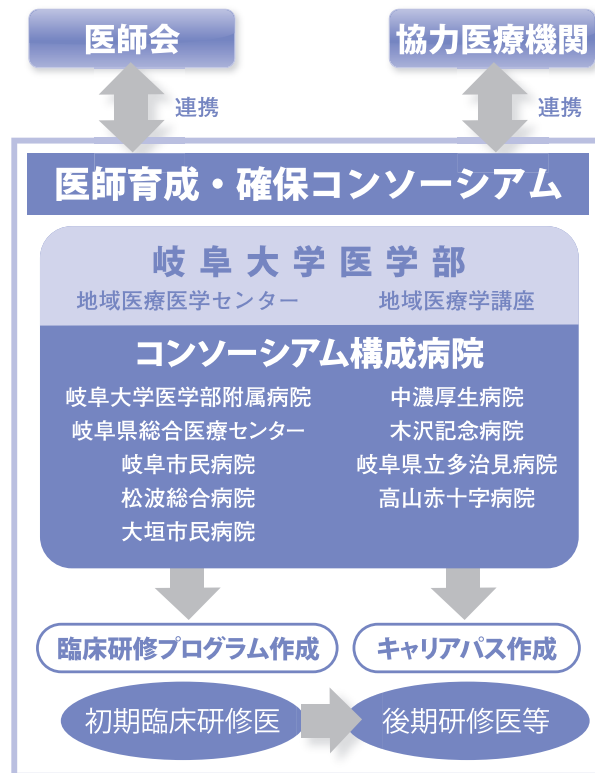 医師会
協力医療機関
連携
連携
医師育成・確保コンソーシアム
岐阜大学医学部
地域医療医学センター
地域医療学講座
コンソーシアム構成病院
岐阜大学医学部附属病院
岐阜県総合医療センター
岐阜市民病院
松波総合病院
大垣市民病院
中濃厚生病院
木沢記念病院
岐阜県立多治見病院
高山赤十字病院
臨床研修プログラム作成
キャリアパス作成
初期臨床研修医
後期研修医等